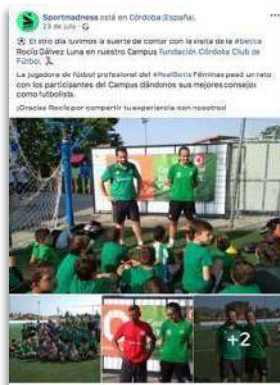 Sportmadness está en Córdoba (España).
23 de julio ·
⚽ El otro día tuvimos la suerte de contar con la visita de la #becca
Rocío Gálvez Luna en nuestro Campus Fundación Córdoba Club de
Fútbol.
La jugadora de fútbol profesional del #RealBetis Féminas pasó un rato
con los participantes del Campus dándonos sus mejores consejos
como futbolista.
¡Gracias Rocío por compartir tu experiencia con nosotros!
+2